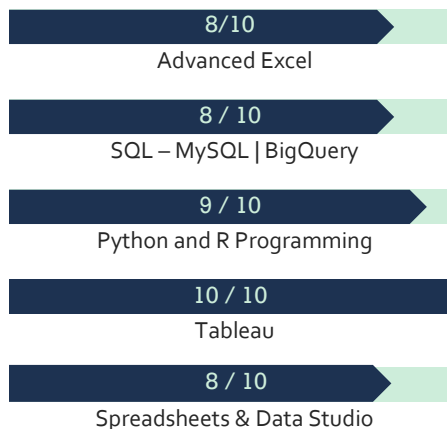 8/10
Advanced Excel
8 / 10
SQL – MySQL | BigQuery
9 / 10
Python and R Programming
10 / 10
Tableau
8 / 10
Spreadsheets & Data Studio